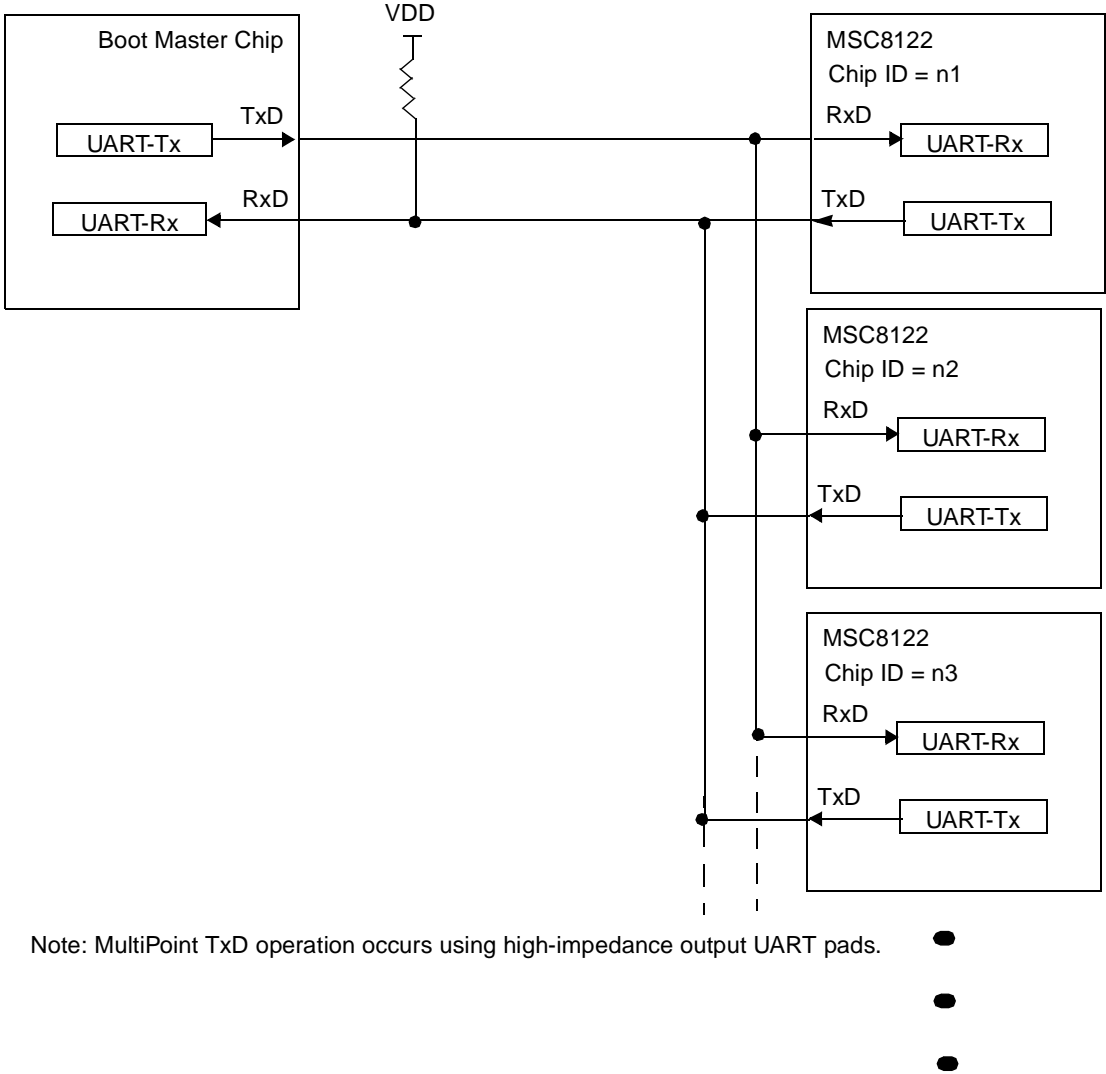 VDD
Boot Master Chip
TxD
UART-Tx
RxD
UART-Rx
MSC8122
Chip ID = n1
RxD
UART-Rx
TxD
UART-Tx
MSC8122
Chip ID = n2
RxD
UART-Rx
TxD
UART-Tx
MSC8122
Chip ID = n3
RxD
UART-Rx
TxD
UART-Tx
Note: MultiPoint TxD operation occurs using high-impedance output UART pads.